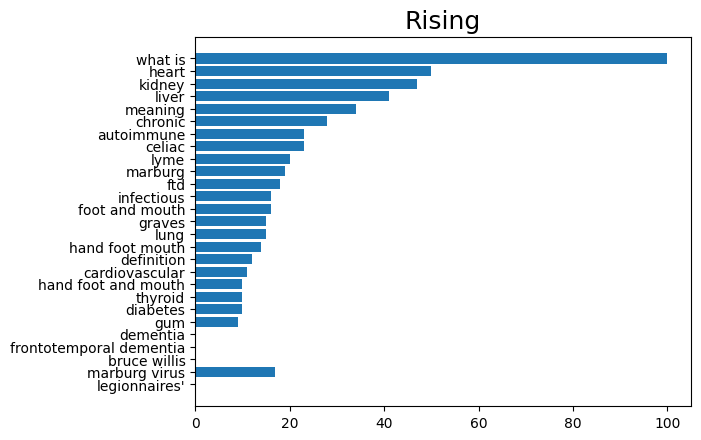 Rising
what is
heart
kidney
liver
meaning
chronic
autoimmune
celiac
lyme
marburg
ftd
infectious
foot and mouth
graves
lung
hand foot mouth
definition
cardiovascular
hand foot and mouth
thyroid
diabetes
gum
dementia
frontotemporal dementia
bruce willis
marburg virus
legionnaires'
0 20 40 60 80 100